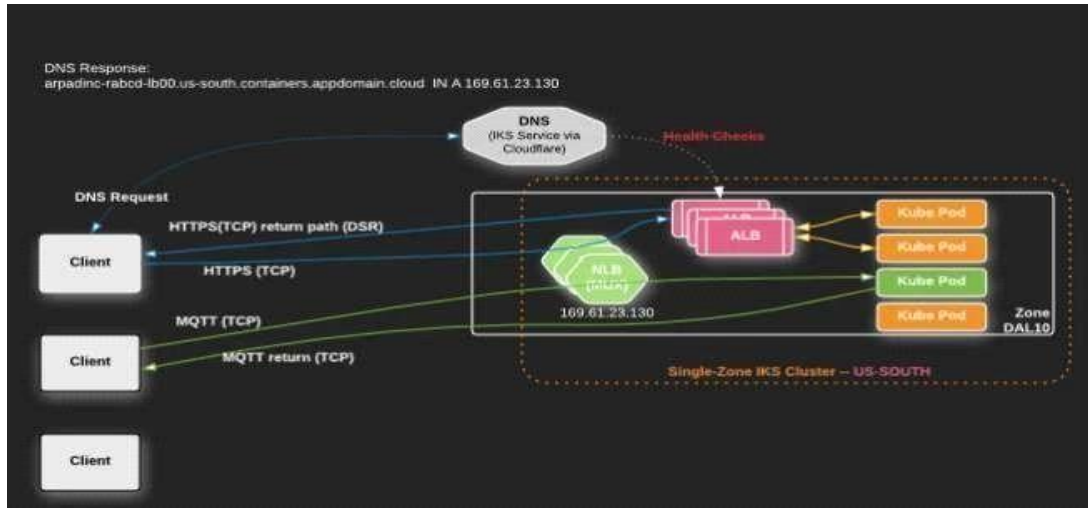 DNS Response:
arpadinc-rabcd-lb00.us-south.containers.appdomain.cloud IN A 169.61.23.130
DNS
(IKS Service via
Cloudflare)
Health Checks
DNS Request
HTTPS(TCP) return path (DSR)
ALB
Kube Pod
Client
HTTPS (TCP)
Kube Pod
NLB
(MUX)
Kube Pod
169.61.23.130
MQTT (TCP)
Kube Pod
Zone
DAL10
Client
MQTT return (TCP)
Single-Zone IKS Cluster -- US-SOUTH
Client